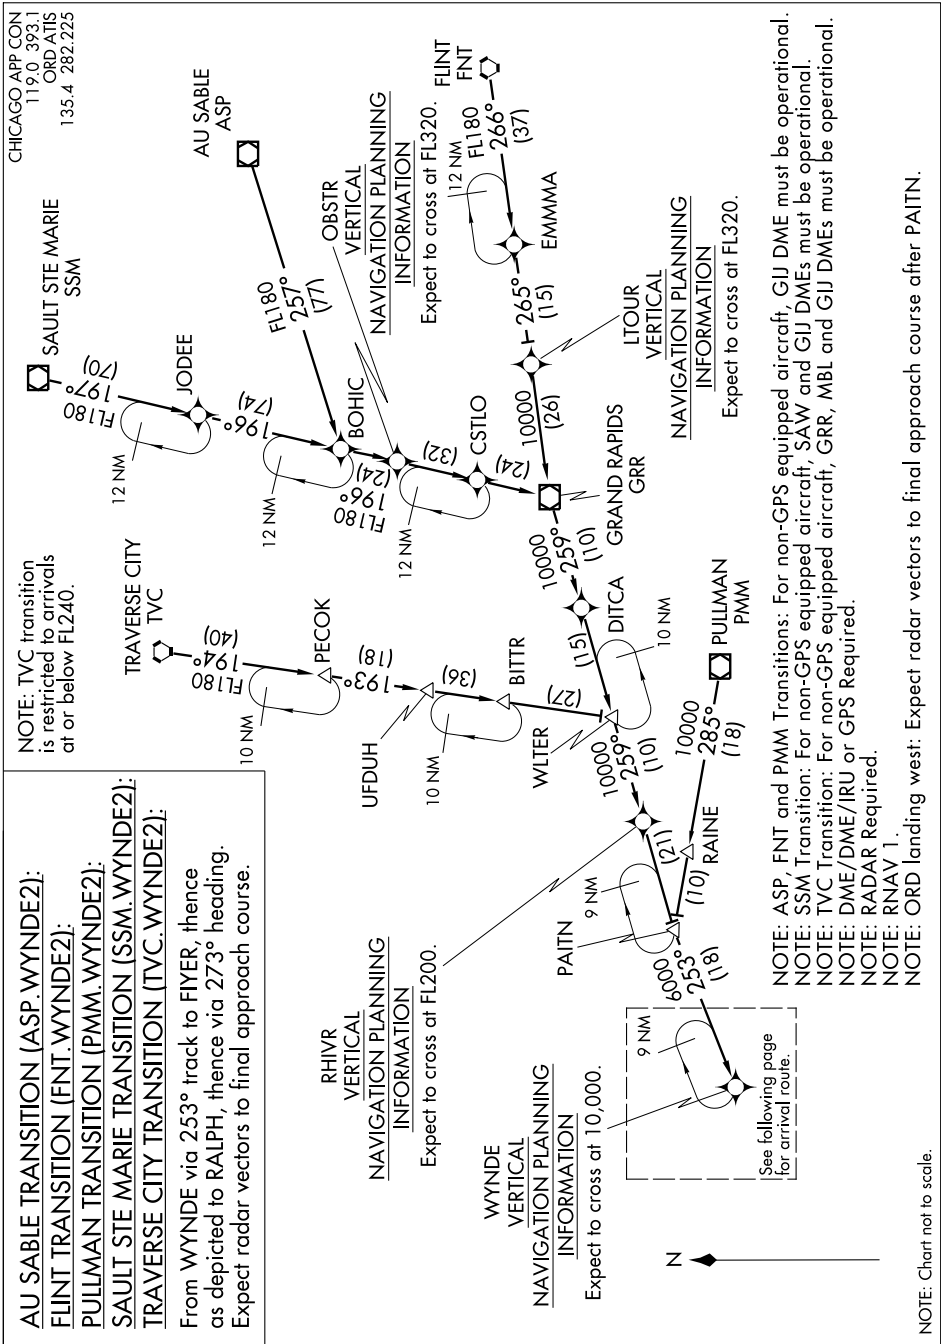 AU SABLE TRANSITION (ASP.WYNDE2):
FLINT TRANSITION (FNT.WYNDE2):
PULLMAN TRANSITION (PMM.WYNDE2):
SAULT STE MARIE TRANSITION (SSM.WYNDE2):
TRAVERSE CITY TRANSITION (TVC.WYNDE2):
From WYNDE via 253° track to FIYER, thence
as depicted to RALPH, thence via 273° heading.
Expect radar vectors to final approach course.
NOTE: TVC transition
is restricted to arrivals
at or below FL240.
CHICAGO APP CON
119.0 393.1
ORD ATIS
135.4 282.225
SAULT STE MARIE
SSM
FL180
197°
(70)
JODEE
12 NM
196°
(74)
AU SABLE
ASP
FL180
257°
(77)
BOHIC
12 NM
FL180
196°
(24)
OBSTR
VERTICAL
NAVIGATION PLANNING
INFORMATION
Expect to cross at FL320.
(32)
12 NM
CSTLO
(24)
FLINT
FNT
FL180
266°
(37)
12 NM
EMMMA
265°
(15)
LTOUR
VERTICAL
NAVIGATION PLANNING
INFORMATION
Expect to cross at FL320.
10000
(26)
GRAND RAPIDS
GRR
10000
259°
(10)
DITCA
(15)
10 NM
TRAVERSE CITY
TVC
FL180
194°
(40)
PECOK
10 NM
193°
(18)
UFDUH
(36)
10 NM
BITTR
(27)
WLTER
10000
259°
(10)
RHIVR
VERTICAL
NAVIGATION PLANNING
INFORMATION
Expect to cross at FL200.
(21)
PULLMAN
PMM
10000
285°
(18)
RAINE
(10)
PAITN
9 NM
6000
253°
(18)
WYNDE
VERTICAL
NAVIGATION PLANNING
INFORMATION
Expect to cross at 10,000.
9 NM
See following page
for arrival route.
N
NOTE: ASP, FNT and PMM Transitions: For non-GPS equipped aircraft, GIJ DME must be operational.
NOTE: SSM Transition: For non-GPS equipped aircraft, SAW and GIJ DMEs must be operational.
NOTE: TVC Transition: For non-GPS equipped aircraft, GRR, MBL and GIJ DMEs must be operational.
NOTE: DME/DME/IRU or GPS Required.
NOTE: RADAR Required.
NOTE: RNAV 1.
NOTE: ORD landing west: Expect radar vectors to final approach course after PAITN.
NOTE: Chart not to scale.